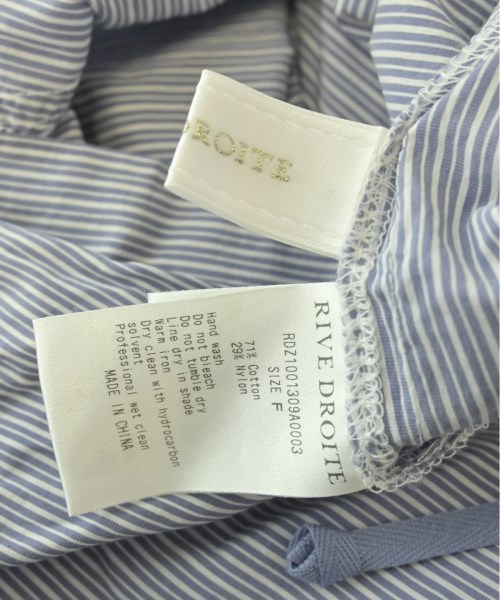 DROITE
RIVE DROITE
RDZ1001309A0003
SIZE F
71% Cotton
29% Nylon
Hand wash
Do not bleach
Do not tumble dry
Line dry in shade
Warm iron
Dry clean with hydrocarbon
solvent
Professional wet clean
MADE IN CHINA